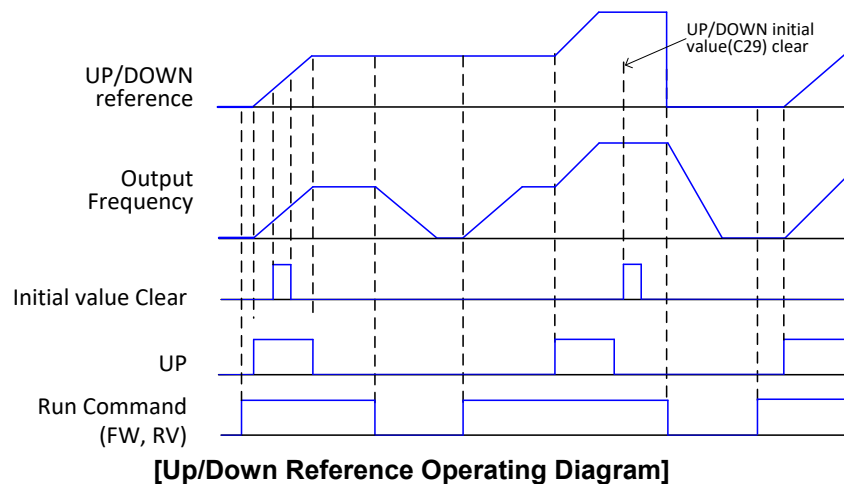 UP/DOWN initial
value(C29) clear
UP/DOWN
reference
Output
Frequency
Initial value Clear
UP
Run Command
(FW, RV)
[Up/Down Reference Operating Diagram]